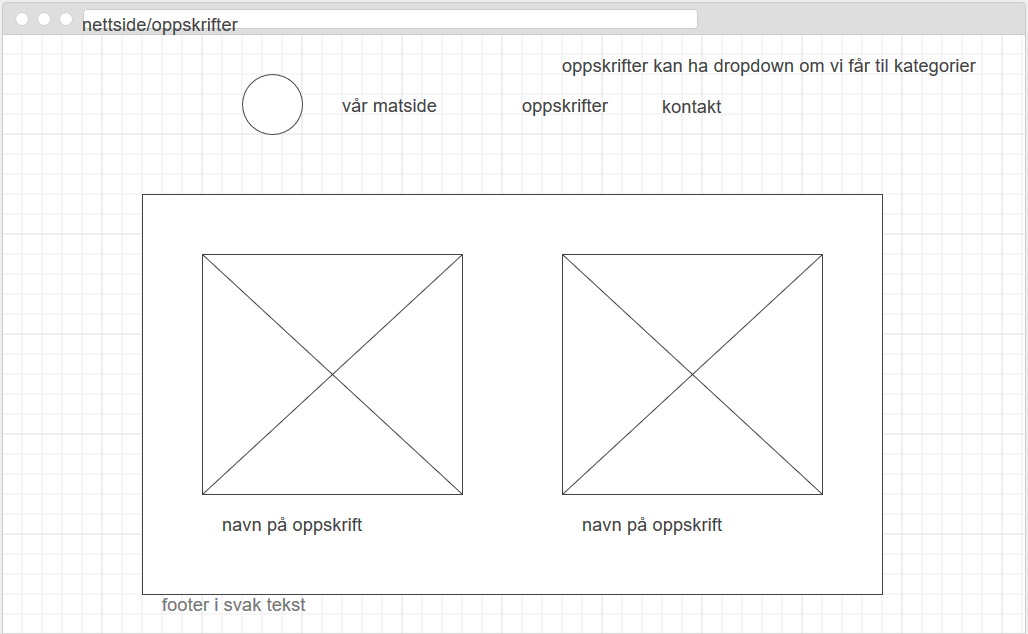 nettside/oppskrifter
oppskrifter kan ha dropdown om vi får til kategorier
vår matside
oppskrifter
kontakt
navn på oppskrift
navn på oppskrift
footer i svak tekst